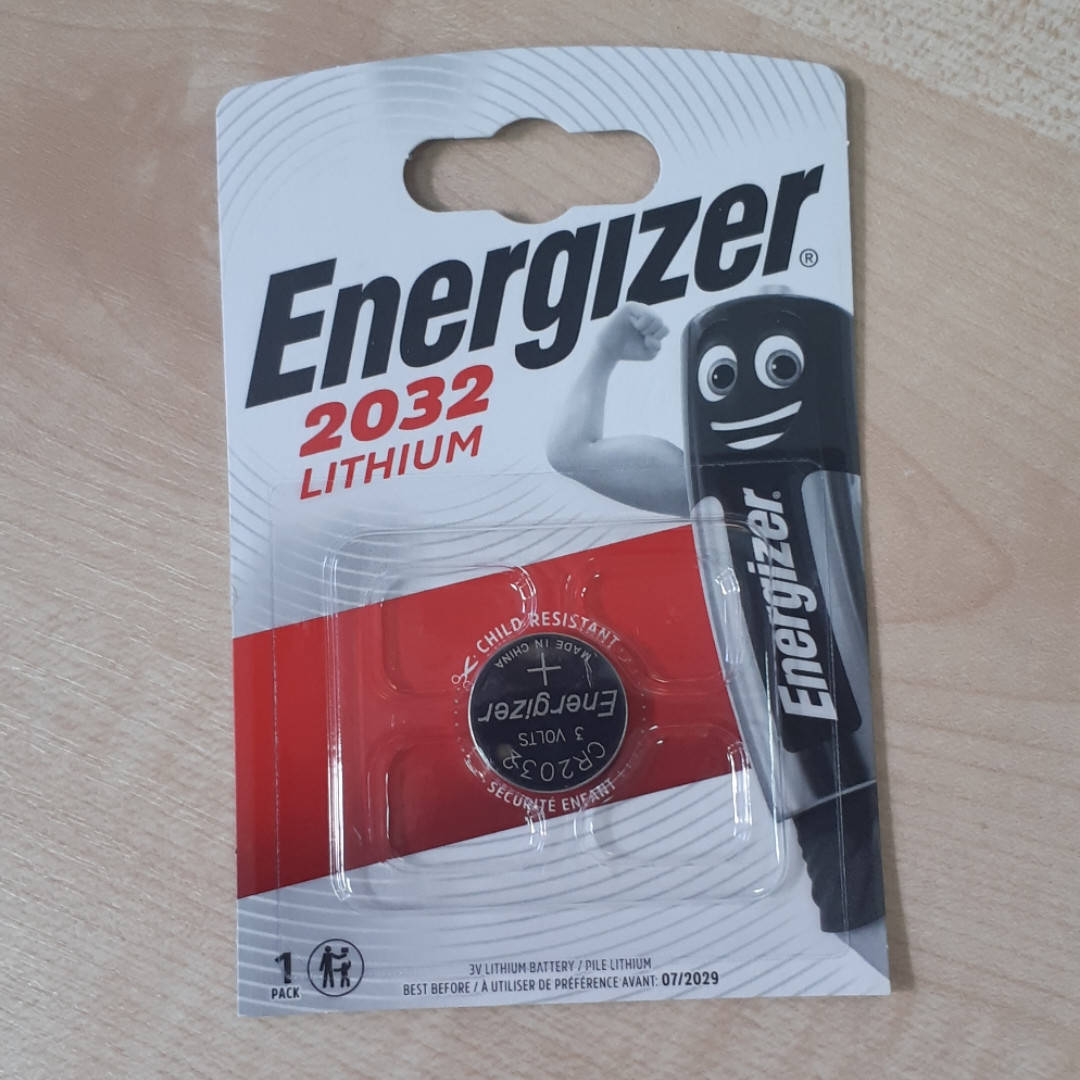 Energizer®
2032
LITHIUM
Energizer®
CHILD RESISTANT
MADE IN CHINA
+
Energizer
3 VOLTS
CR2032
SÉCURITÉ ENFANT
1
PACK
3V LITHIUM BATTERY / PILE LITHIUM
BEST BEFORE / À UTILISER DE PRÉFÉRENCE AVANT: 07/2029